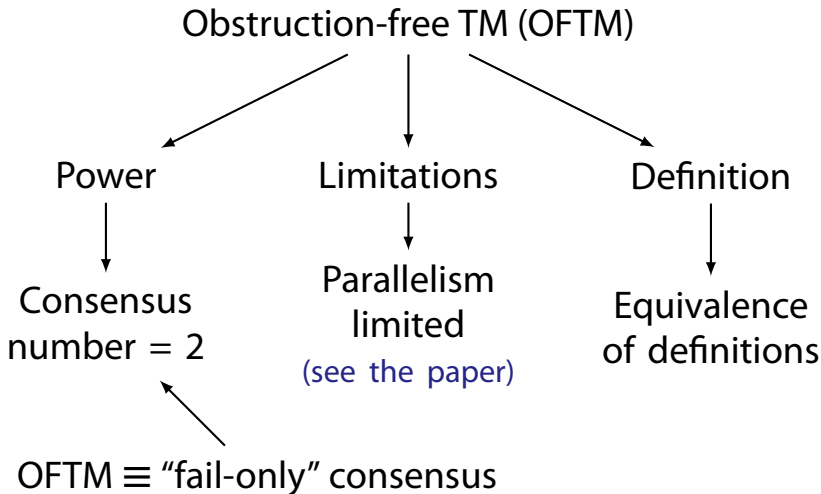 Obstruction-free TM (OFTM)
Power
Limitations
Definition
Consensus
number = 2
Parallelism
limited
(see the paper)
Equivalence
of definitions
OFTM ≡ “fail-only” consensus